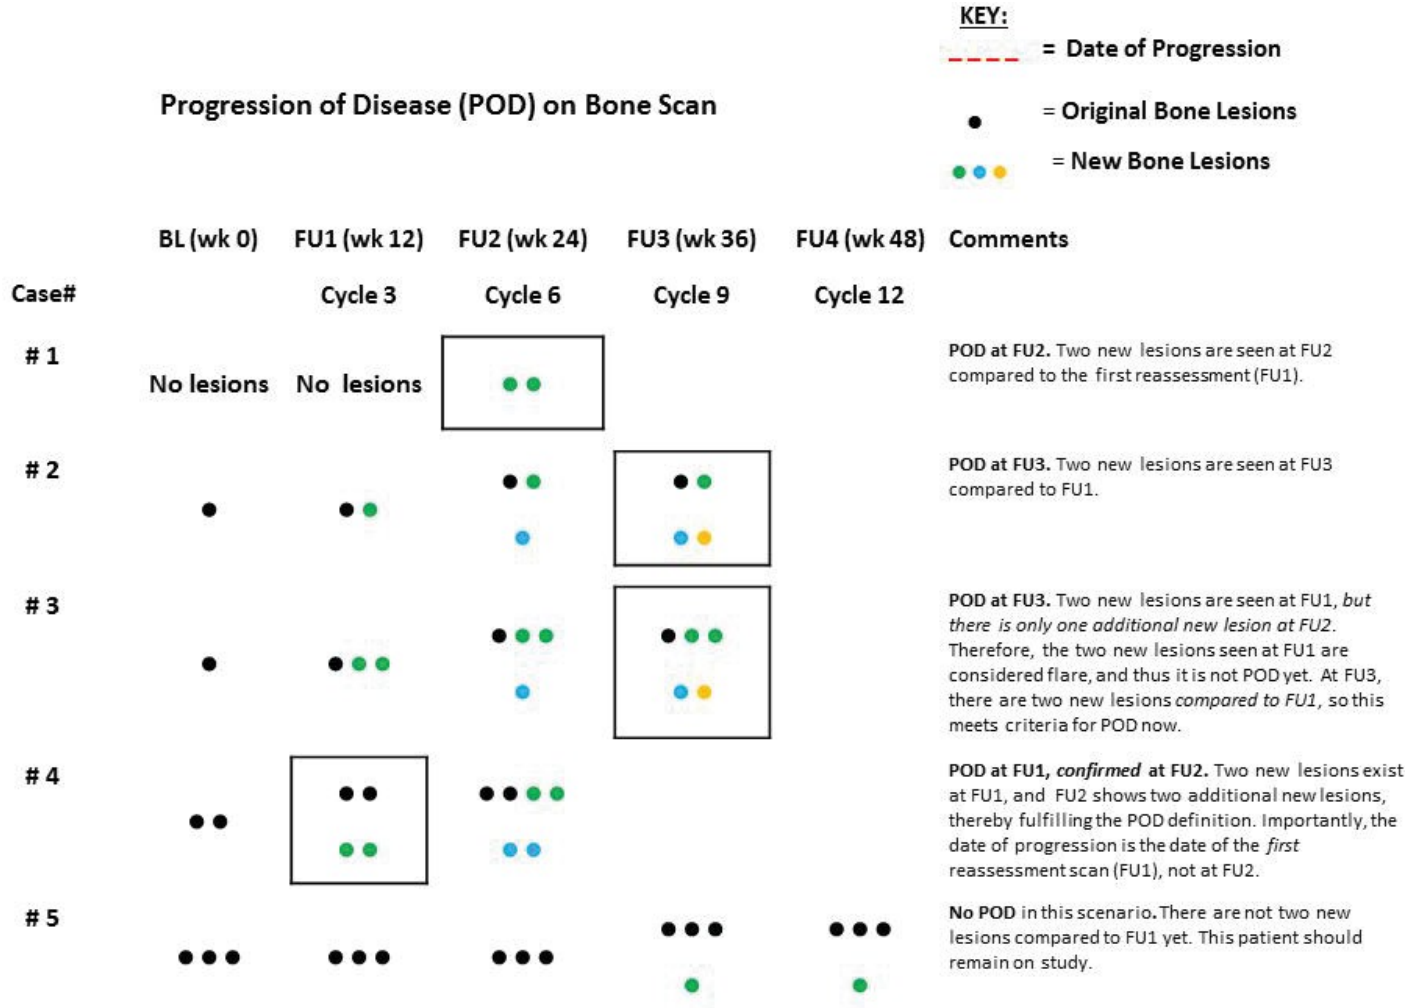 KEY:
= Date of Progression
Progression of Disease (POD) on Bone Scan
= Original Bone Lesions
= New Bone Lesions
BL (wk 0) FU1 (wk 12) FU2 (wk 24) FU3 (wk 36) FU4 (wk 48) Comments
Case# Cycle 3 Cycle 6 Cycle 9 Cycle 12
# 1
No lesions No lesions
POD at FU2. Two new lesions are seen at FU2
compared to the first reassessment (FU1).
# 2
POD at FU3. Two new lesions are seen at FU3
compared to FU1.
# 3
POD at FU3. Two new lesions are seen at FU1, but
there is only one additional new lesion at FU2.
Therefore, the two new lesions seen at FU1 are
considered flare, and thus it is not POD yet. At FU3,
there are two new lesions compared to FU1, so this
meets criteria for POD now.
# 4
POD at FU1, confirmed at FU2. Two new lesions exist
at FU1, and FU2 shows two additional new lesions,
thereby fulfilling the POD definition. Importantly, the
date of progression is the date of the first
reassessment scan (FU1), not at FU2.
# 5
No POD in this scenario. There are not two new
lesions compared to FU1 yet. This patient should
remain on study.